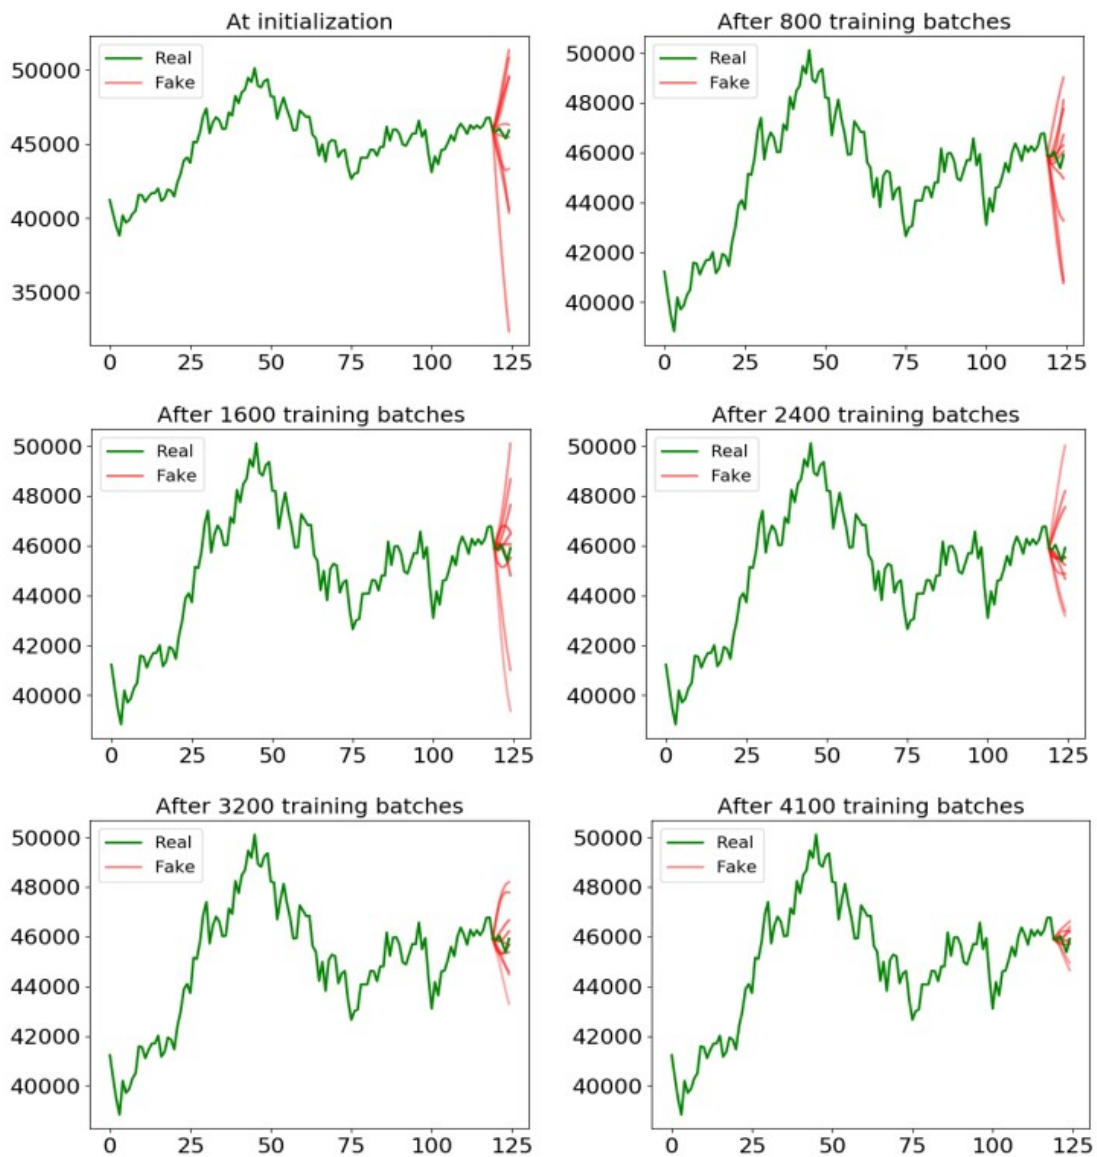 At initialization
Real
Fake
50000
45000
40000
35000
0 25 50 75 100 125
After 800 training batches
Real
Fake
50000
48000
46000
44000
42000
40000
0 25 50 75 100 125
After 1600 training batches
Real
Fake
50000
48000
46000
44000
42000
40000
0 25 50 75 100 125
After 2400 training batches
Real
Fake
50000
48000
46000
44000
42000
40000
0 25 50 75 100 125
After 3200 training batches
Real
Fake
50000
48000
46000
44000
42000
40000
0 25 50 75 100 125
After 4100 training batches
Real
Fake
50000
48000
46000
44000
42000
40000
0 25 50 75 100 125